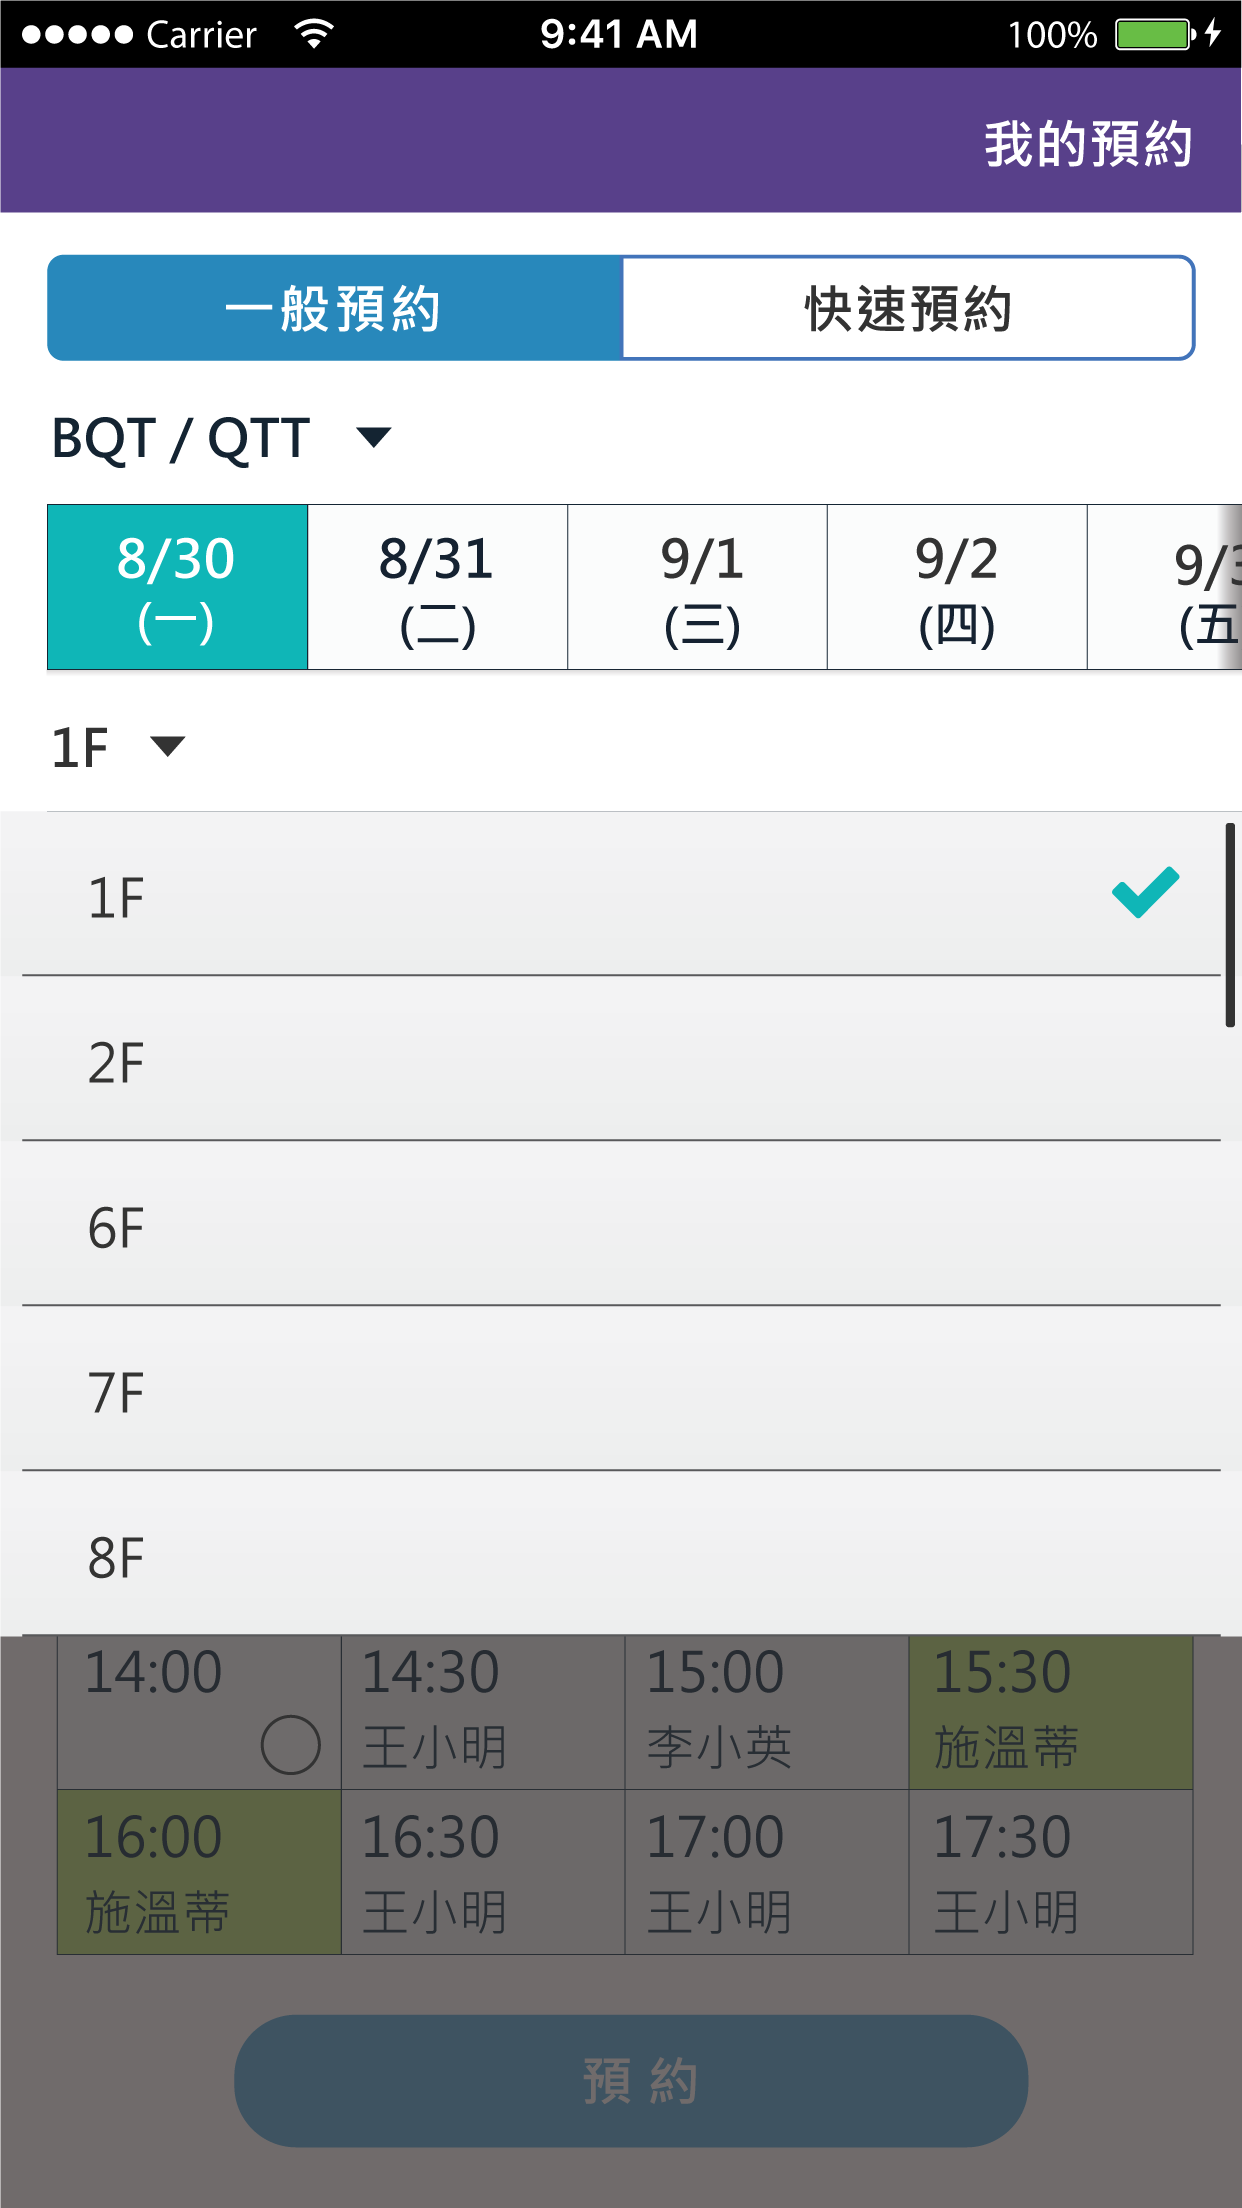 Carrier 9:41 AM 100%
我的預約
一般預約 快速預約
BQT / QTT
8/30 8/31 9/1 9/2 9/3
(一) (二) (三) (四) (五
1F
1F
2F
6F
7F
8F
14:00 14:30 15:00 15:30
王小明 李小英 施溫蒂
16:00 16:30 17:00 17:30
施溫蒂 王小明 王小明 王小明
預約